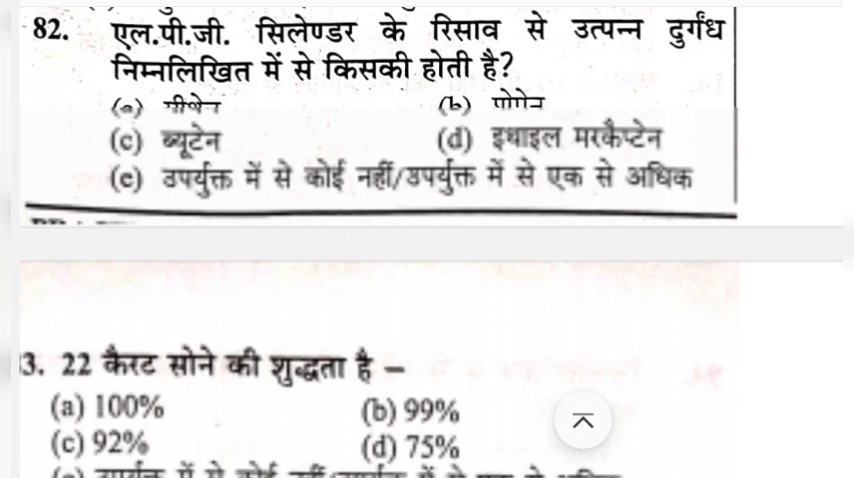 82. एल.पी.जी. सिलेण्डर के रिसाव से उत्पन्न दुर्गंध
निम्नलिखित में से किसकी होती है?
(a) (b)
(c) ब्यूटेन (d) इथाइल मरकैप्टेन
(e) उपर्युक्त में से कोई नहीं/उपर्युक्त में से एक से अधिक
3. 22 कैरट सोने की शुद्धता है –
(a) 100% (b) 99%
(c) 92% (d) 75%